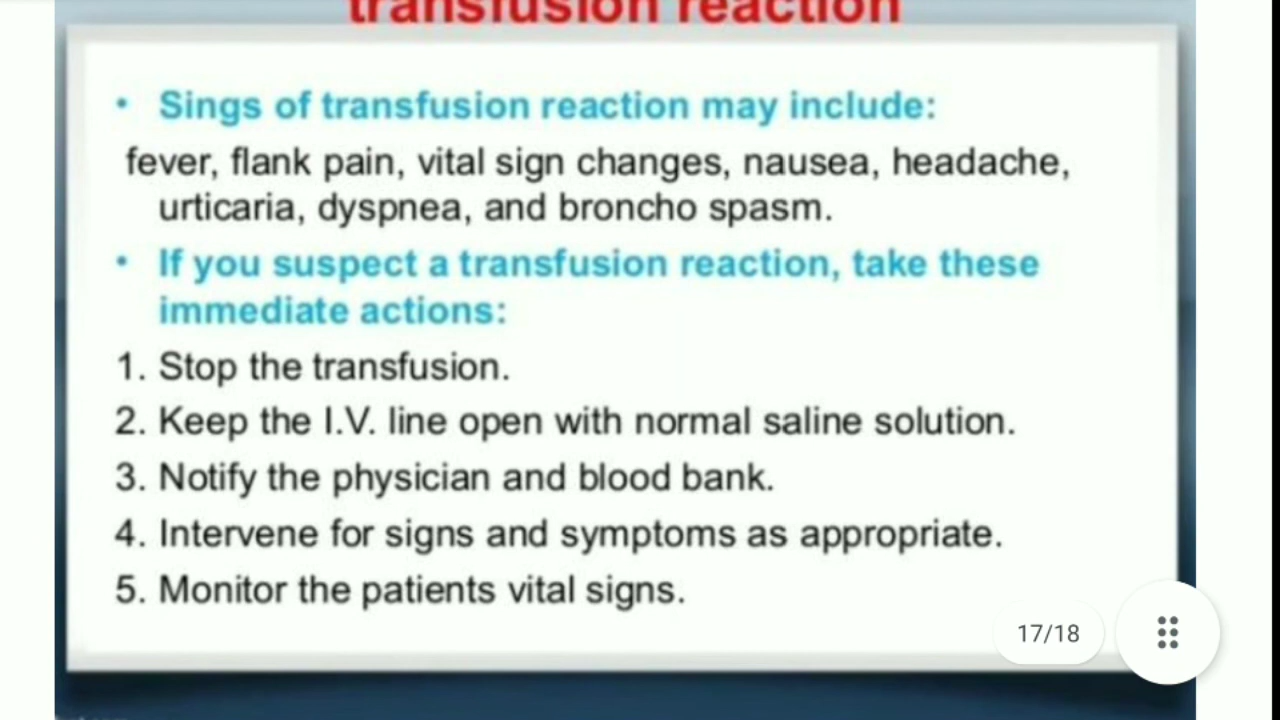 transfusion reaction
• Sings of transfusion reaction may include:
fever, flank pain, vital sign changes, nausea, headache,
urticaria, dyspnea, and broncho spasm.
• If you suspect a transfusion reaction, take these
immediate actions:
1. Stop the transfusion.
2. Keep the I.V. line open with normal saline solution.
3. Notify the physician and blood bank.
4. Intervene for signs and symptoms as appropriate.
5. Monitor the patients vital signs.
17/18